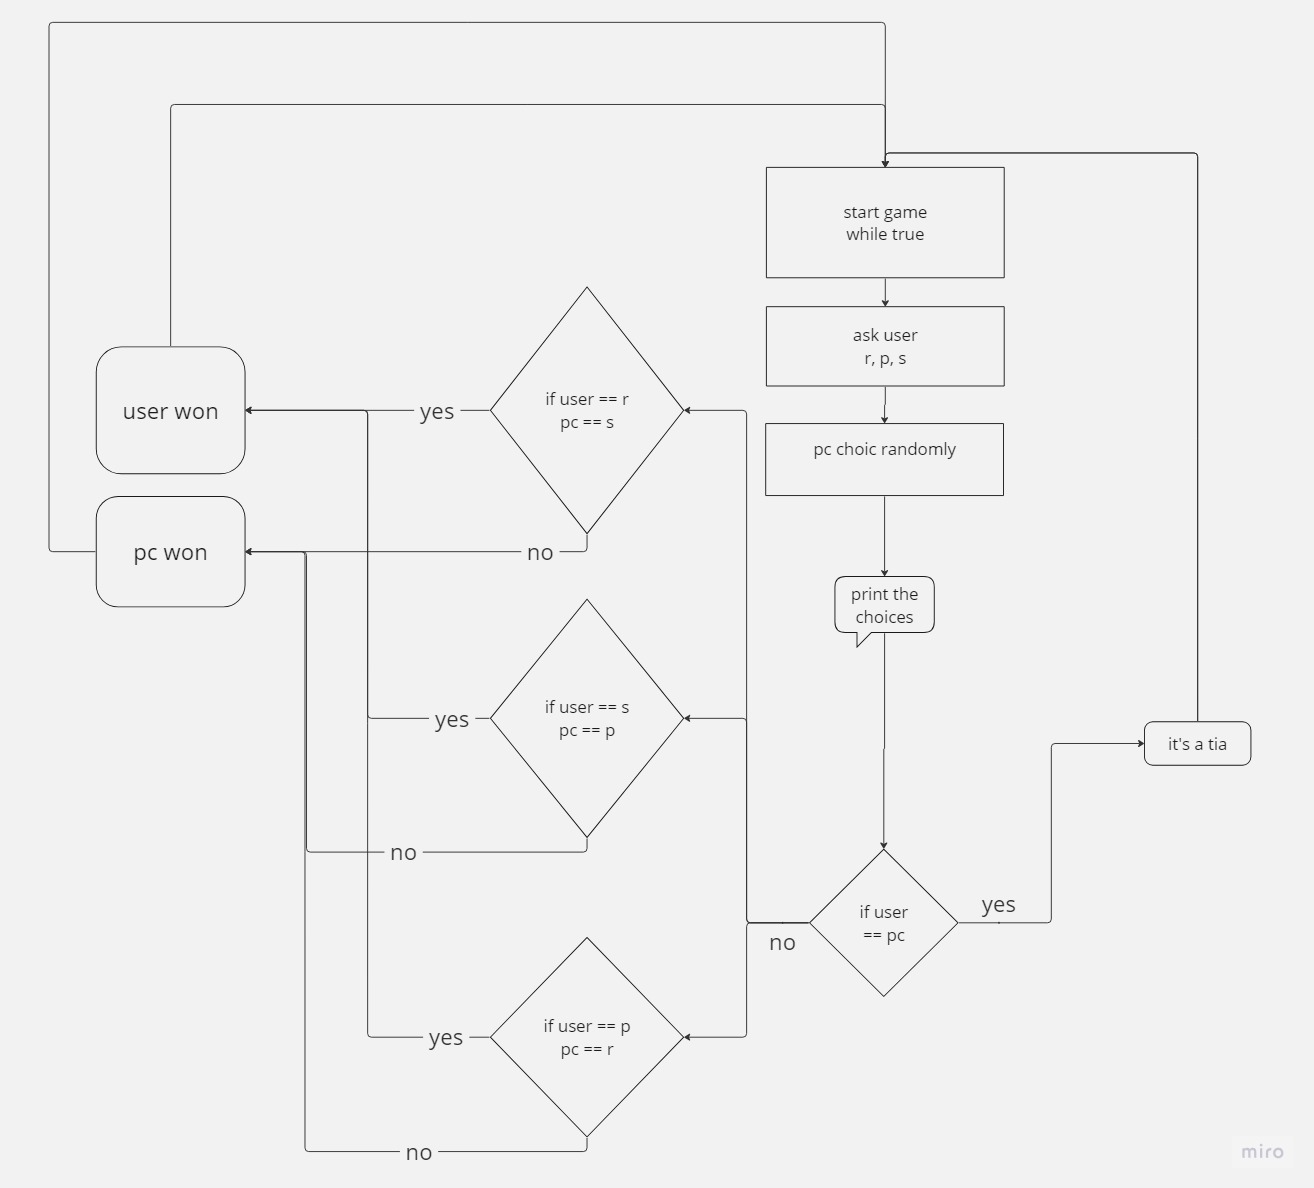 start game
while true
ask user
r, p, s
pc choic randomly
print the
choices
if user
== pc
yes
it's a tia
no
if user == r
pc == s
yes
no
user won
pc won
if user == s
pc == p
yes
no
if user == p
pc == r
yes
no
miro